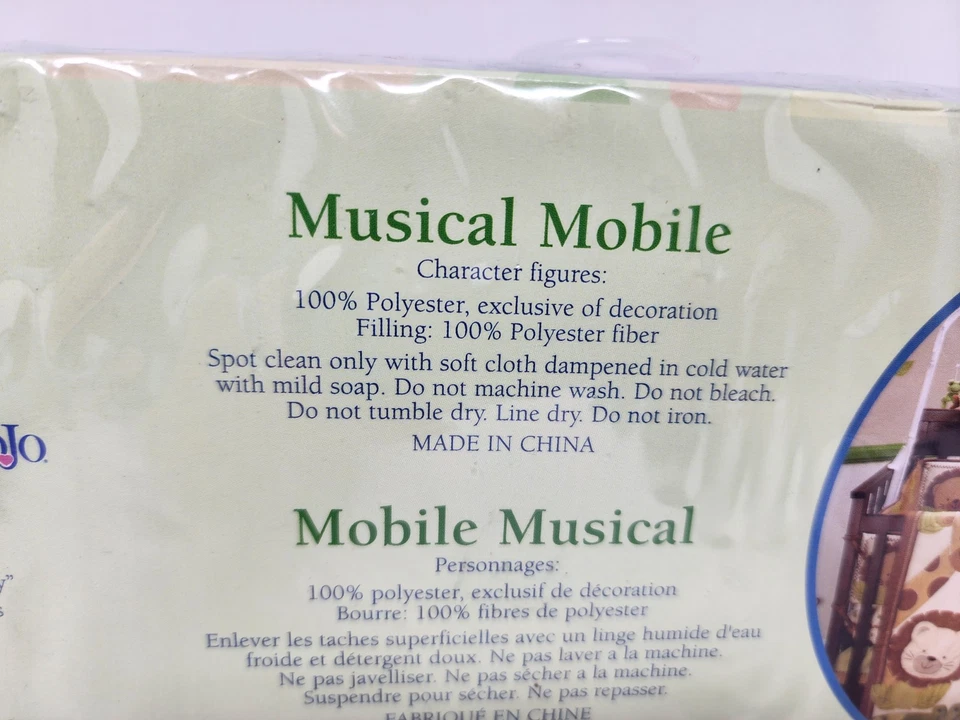 Musical Mobile
Character figures:
100% Polyester, exclusive of decoration
Filling: 100% Polyester fiber
Spot clean only with soft cloth dampened in cold water
with mild soap. Do not machine wash. Do not bleach.
Do not tumble dry. Line dry. Do not iron.
MADE IN CHINA
Mobile Musical
Personnages:
100% polyester, exclusif de décoration
Bourre: 100% fibres de polyester
Enlever les taches superficielles avec un linge humide d'eau
froide et détergent doux. Ne pas laver a la machine.
Ne pas javelliser. Ne pas sécher a la machine.
Suspendre pour sécher. Ne pas repasser.
FABRIQUÉ EN CHINE